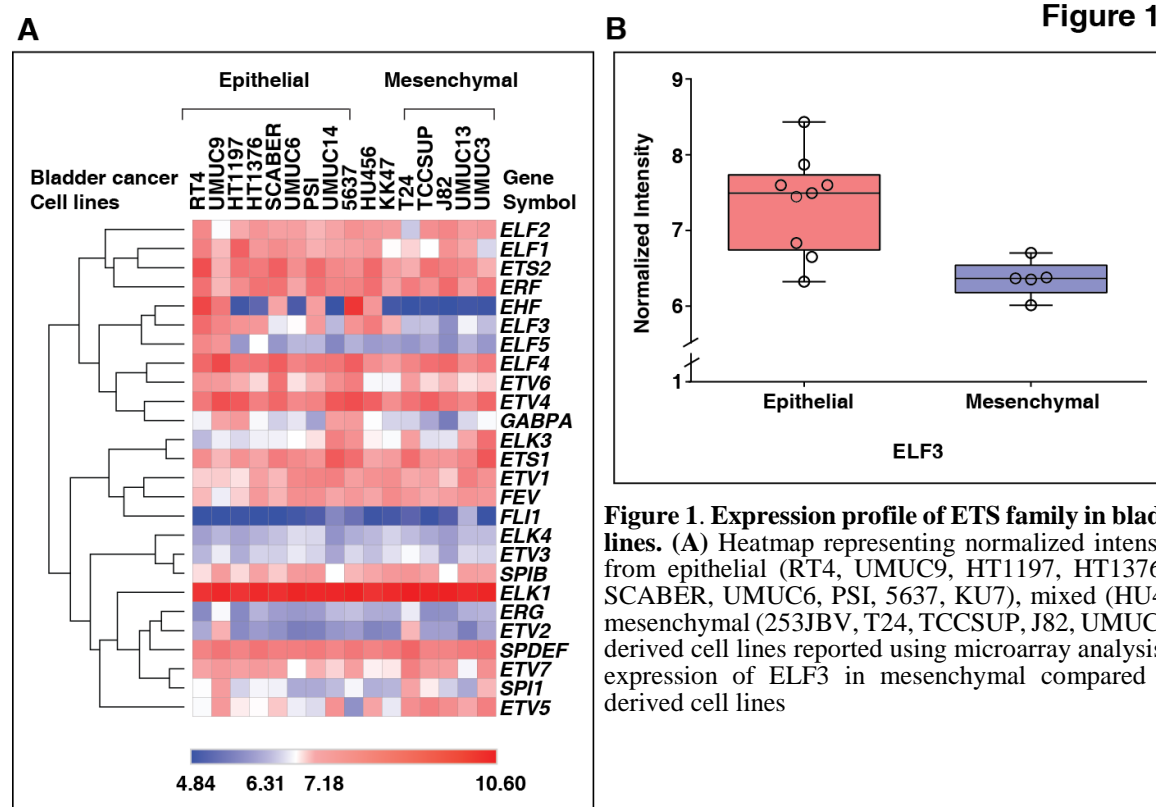 Figure 1
A
B
Epithelial
Mesenchymal
Bladder cancer
Cell lines
RT4
UMUC9
HT1197
HT1376
SCABER
UMUC6
PSI
UMUC14
5637
HU456
KK47
T24
TCCSUP
J82
UMUC13
UMUC3
Gene
Symbol
ELF2
ELF1
ETS2
ERF
EHF
ELF3
ELF5
ELF4
ETV6
ETV4
GABPA
ELK3
ETS1
ETV1
FEV
FLI1
ELK4
ETV3
SPIB
ELK1
ERG
ETV2
SPDEF
ETV7
SPI1
ETV5
4.84 6.31 7.18 10.60
Normalized Intensity
9
8
7
6
1
Epithelial Mesenchymal
ELF3
Figure 1. Expression profile of ETS family in blad
lines. (A) Heatmap representing normalized intens
from epithelial (RT4, UMUC9, HT1197, HT1376
SCABER, UMUC6, PSI, 5637, KU7), mixed (HU4
mesenchymal (253JBV, T24, TCCSUP, J82, UMUC
derived cell lines reported using microarray analysis
expression of ELF3 in mesenchymal compared
derived cell lines